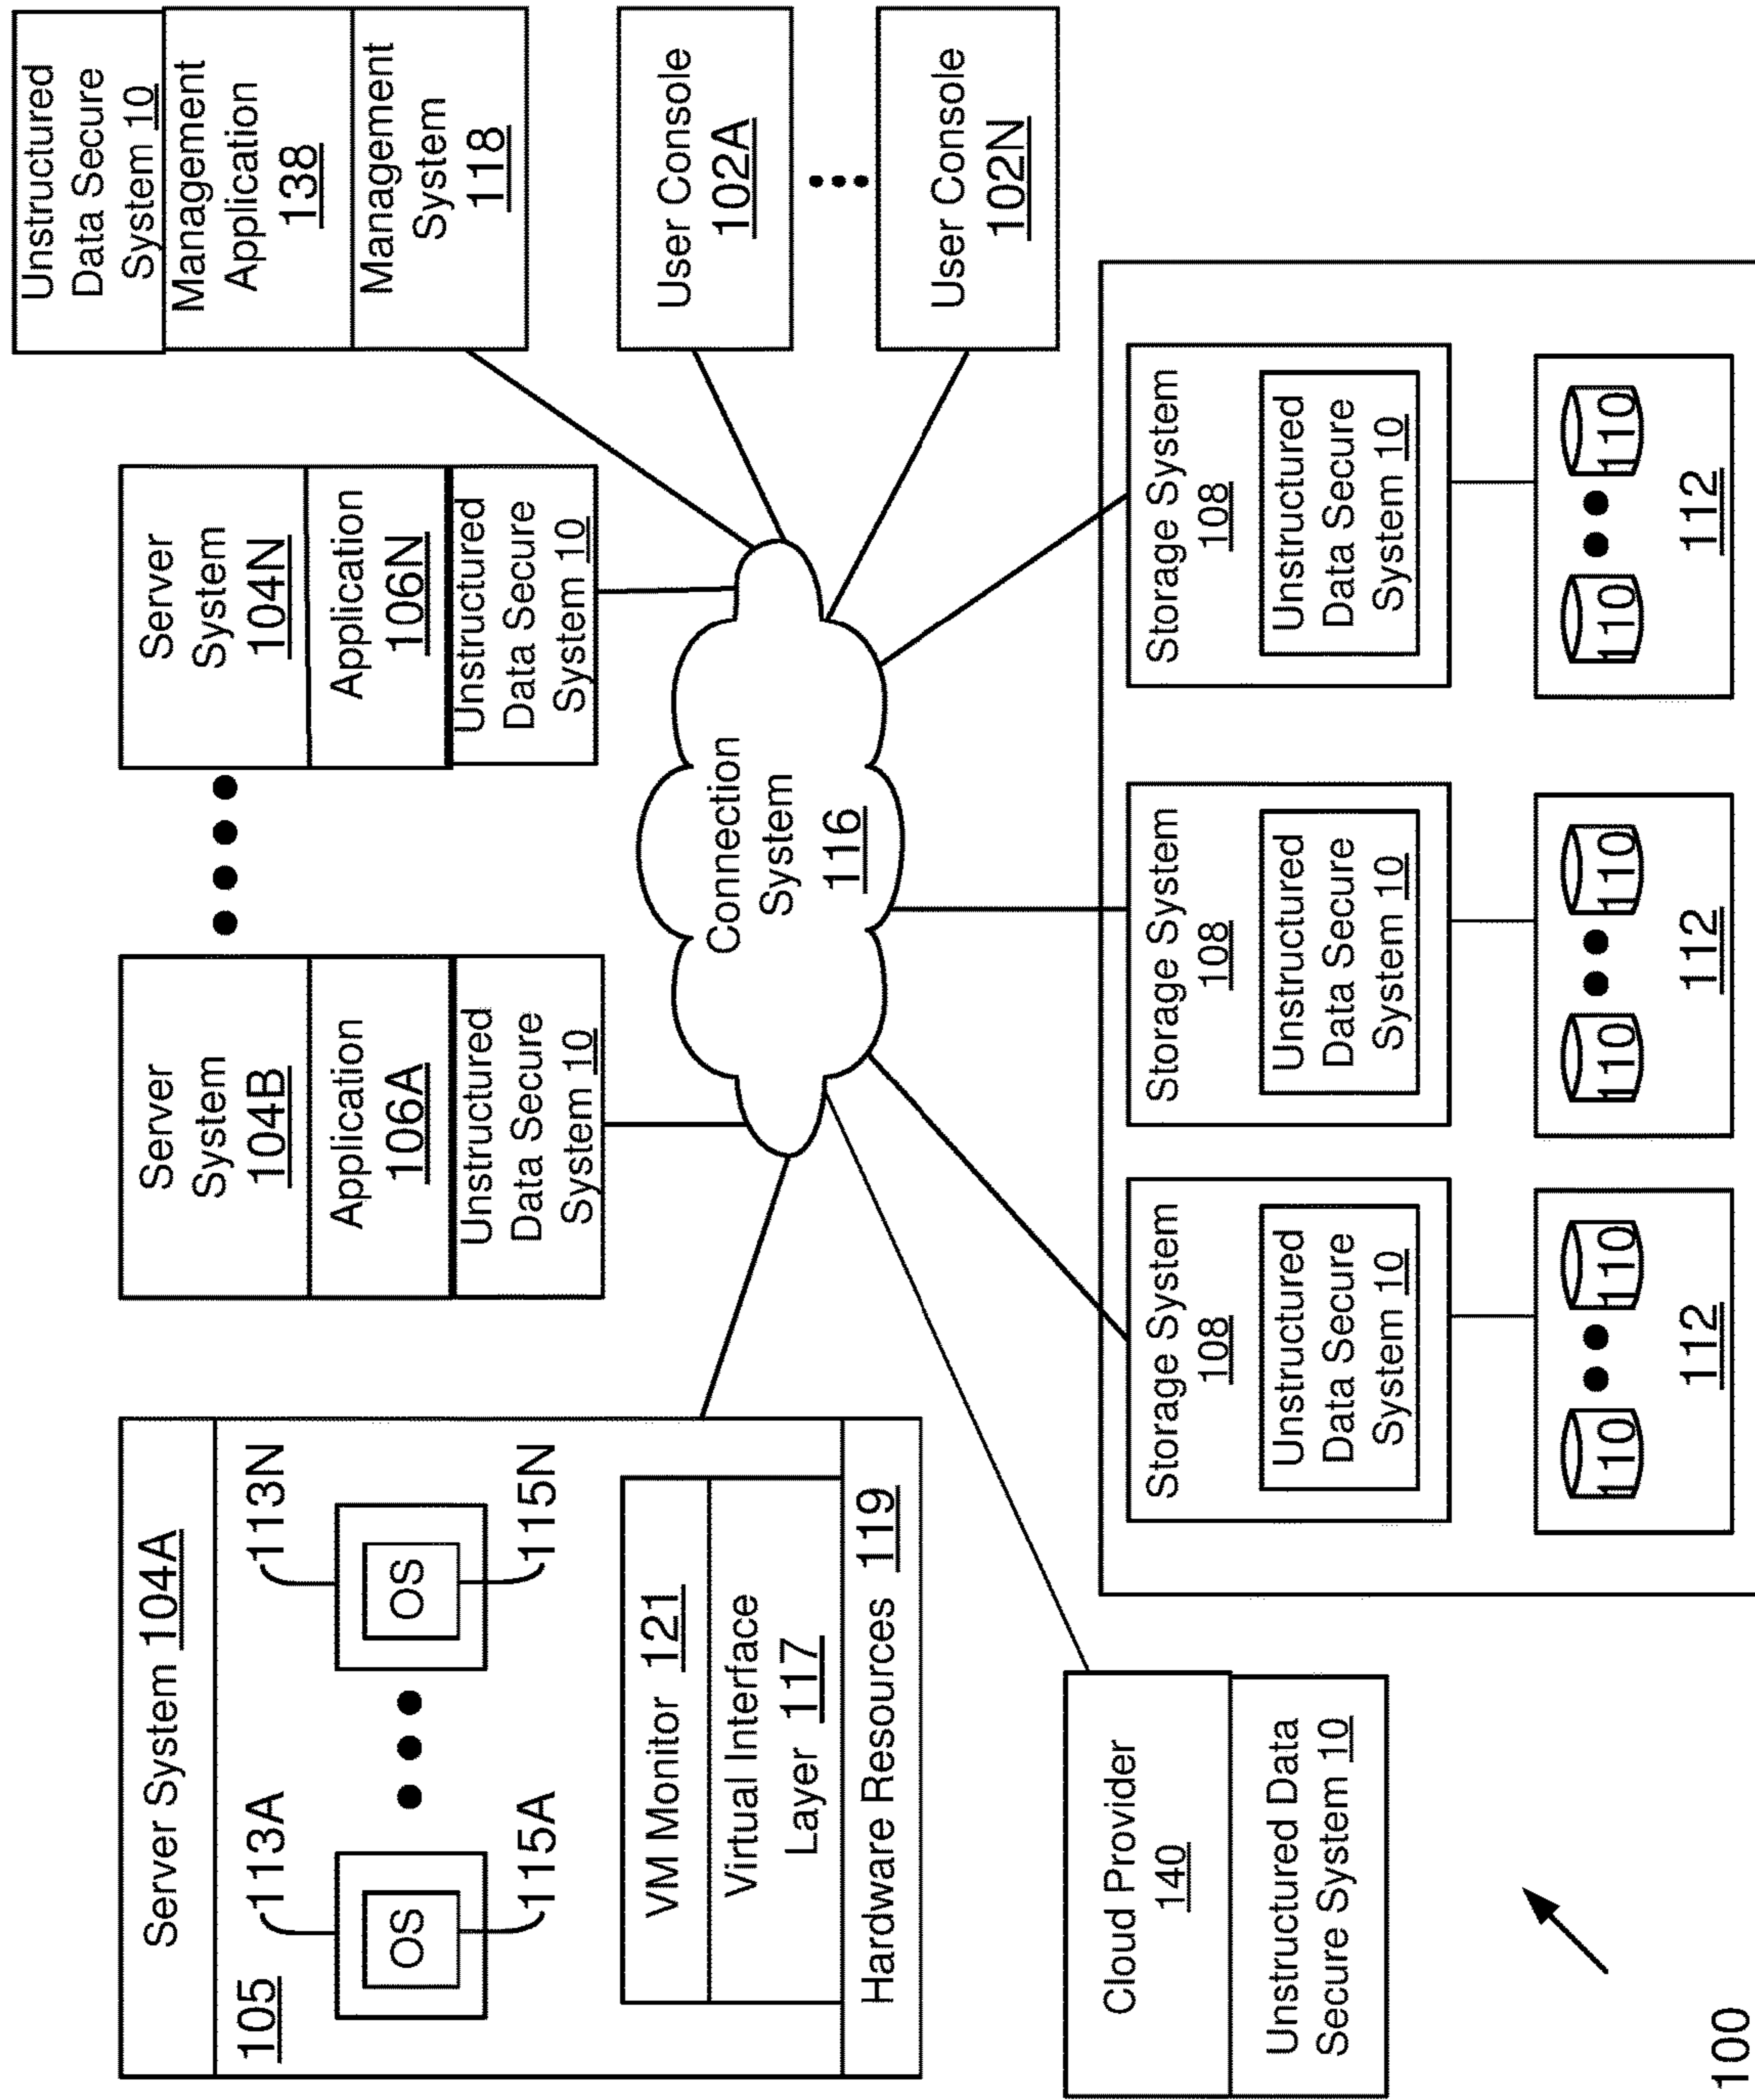 Server System 104A
105
113A
113N
OS
OS
115A
115N
VM Monitor 121
Virtual Interface
Layer 117
Hardware Resources 119
Server
System
104B
Application
106A
Unstructured
Data Secure
System 10
Server
System
104N
Application
106N
Unstructured
Data Secure
System 10
Unstructured
Data Secure
System 10
Management
Application
138
Management
System
118
User Console
102A
User Console
102N
Connection
System
116
Cloud Provider
140
Unstructured Data
Secure System 10
Storage System
108
Unstructured
Data Secure
System 10
110
110
112
Storage System
108
Unstructured
Data Secure
System 10
110
110
112
Storage System
108
Unstructured
Data Secure
System 10
110
110
112
100